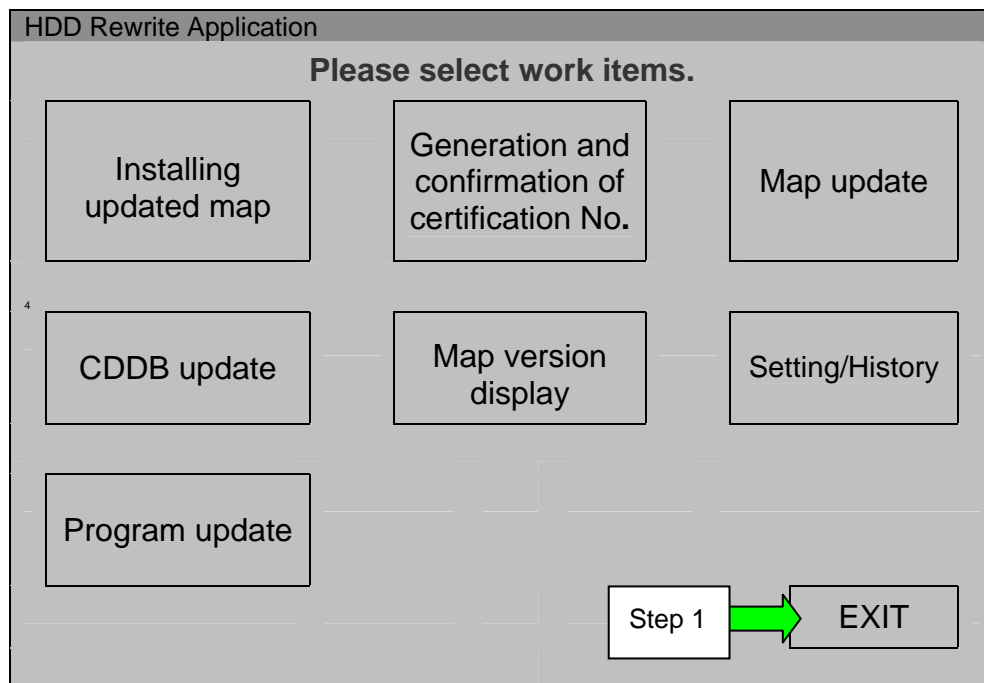 HDD Rewrite Application
Please select work items.
Installing
updated map
Generation and
confirmation of
certification No.
Map update
4
CDDB update
Map version
display
Setting/History
Program update
Step 1
EXIT